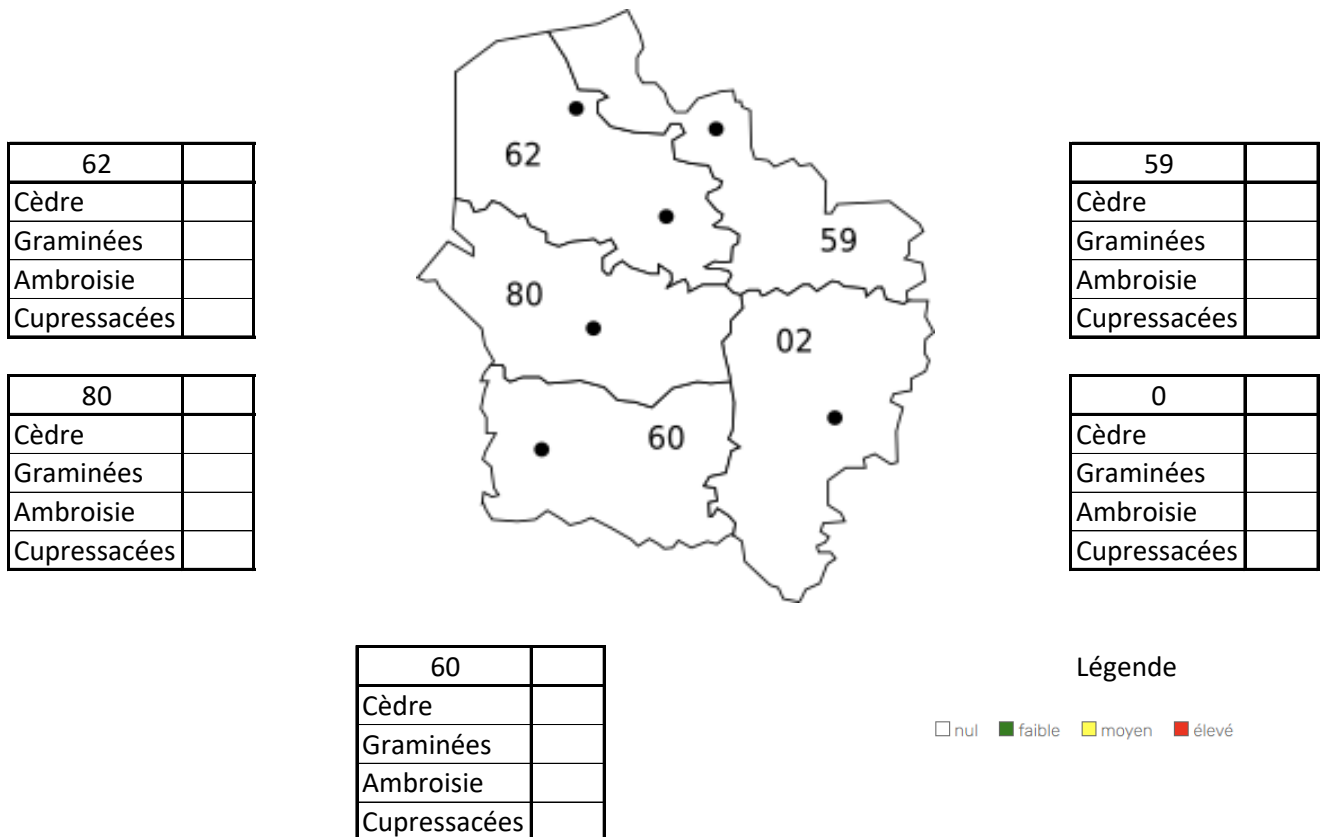 62
Cèdre
Graminées
Ambroisie
Cupressacées
80
Cèdre
Graminées
Ambroisie
Cupressacées
62
59
80
02
60
59
Cèdre
Graminées
Ambroisie
Cupressacées
0
Cèdre
Graminées
Ambroisie
Cupressacées
60
Cèdre
Graminées
Ambroisie
Cupressacées
Légende
nul faible moyen élevé